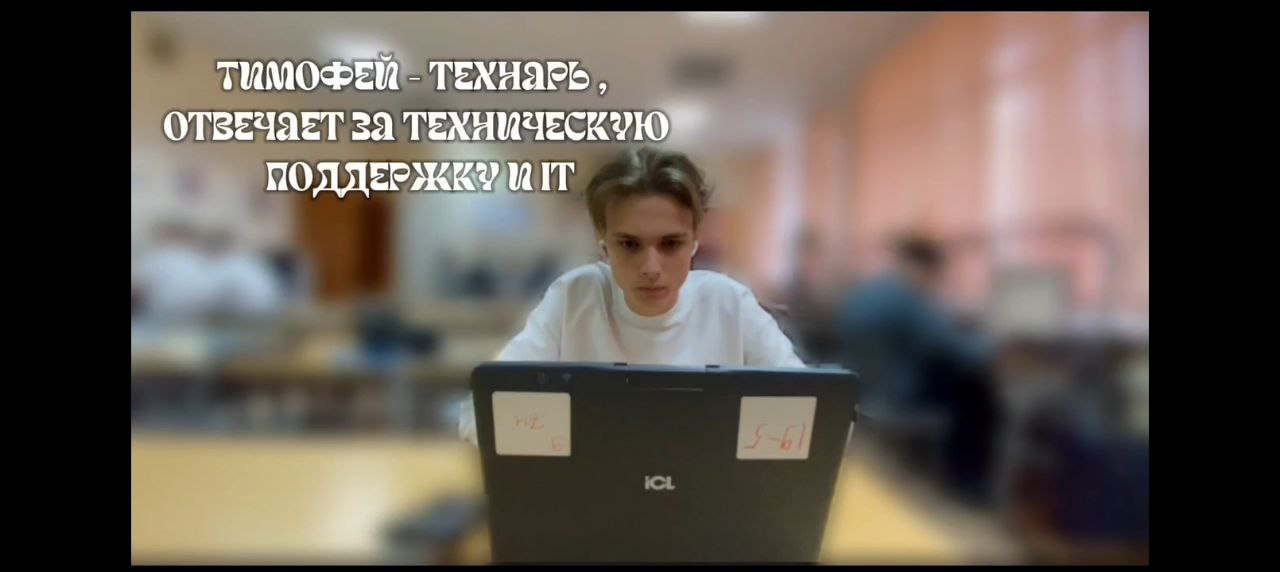 ТИМОФЕЙ - ТЕХНАРЬ ,
ОТВЕЧАЕТ ЗА ТЕХНИЧЕСКУЮ
ПОДДЕРЖКУ И IT
19-5
iCL